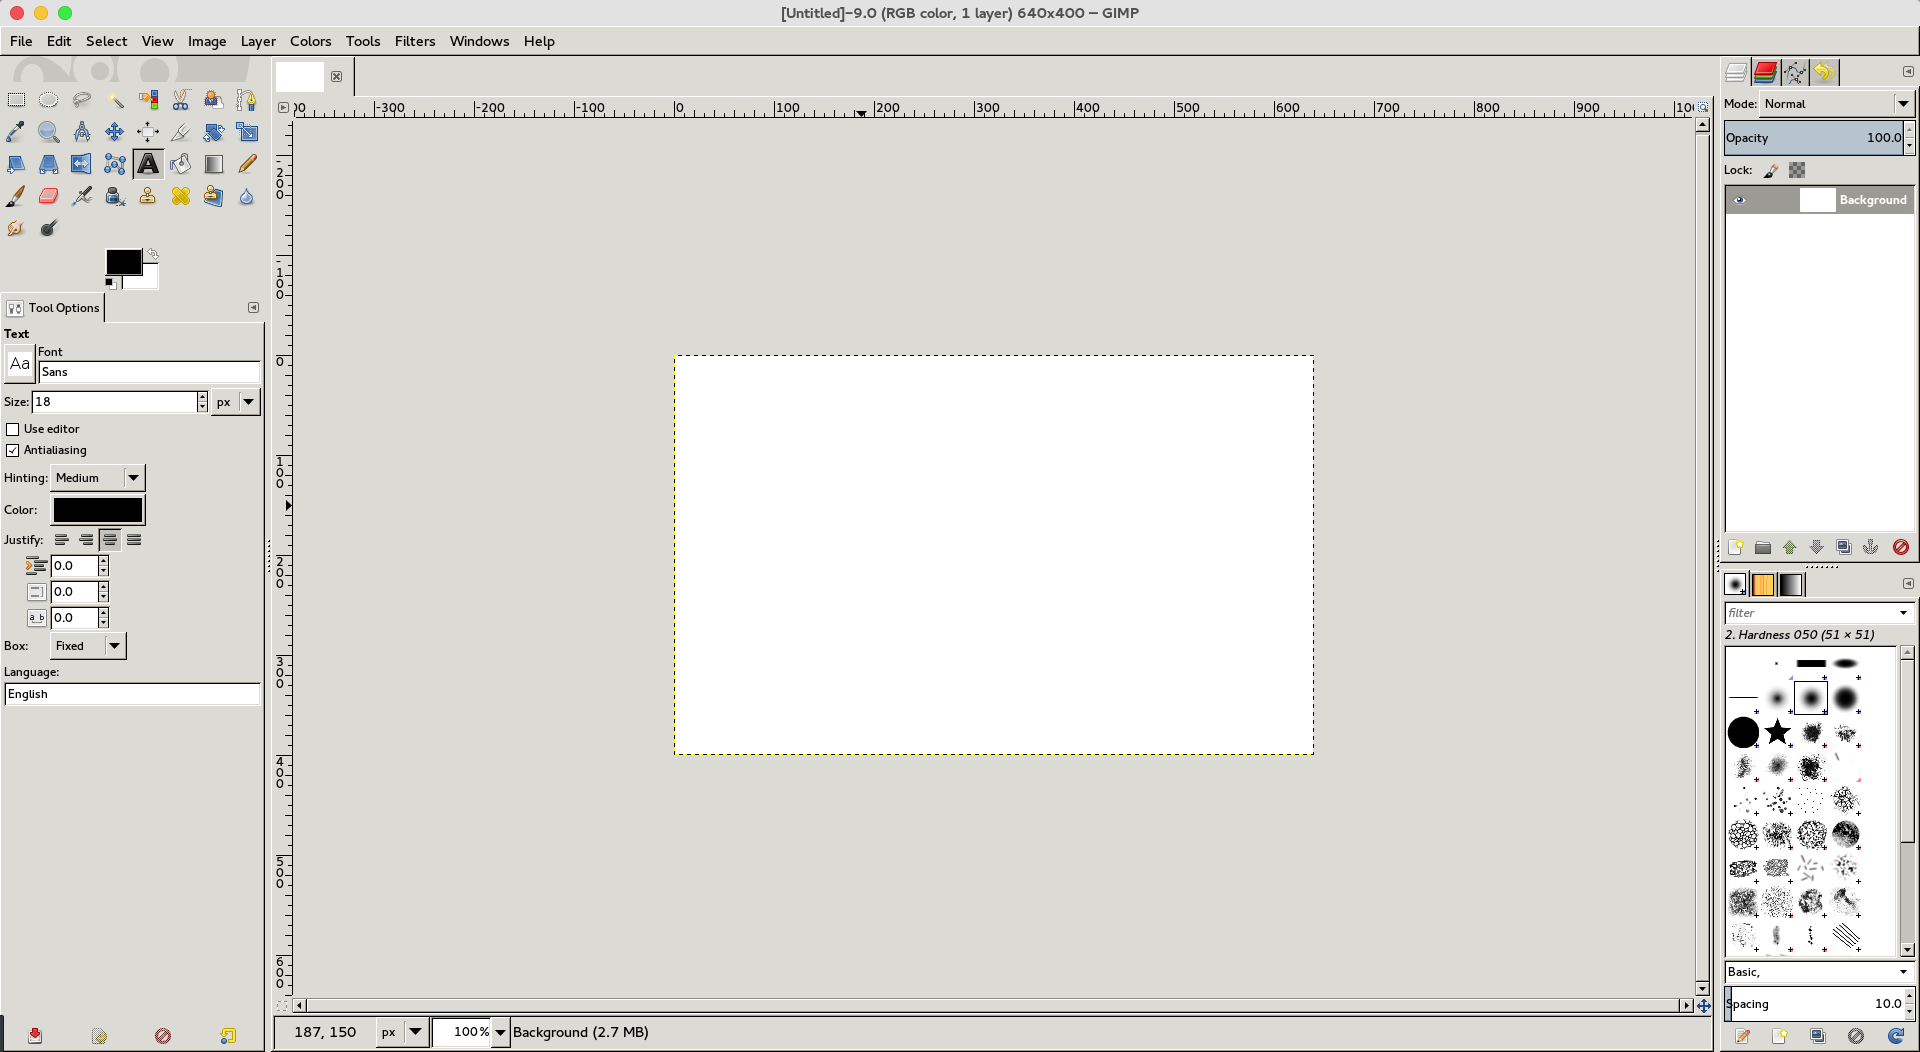 [Untitled]-9.0 (RGB color, 1 layer) 640x400 – GIMP
File Edit Select View Image Layer Colors Tools Filters Windows Help
-300 -200 -100 0 100 200 300 400 500 600 700 800 900
-200
-100
0
100
200
300
400
500
600
Tool Options
Text
Aa
Font
Sans
Size: 18 px
Use editor
Antialiasing
Hinting: Medium
Color:
Justify:
0.0
0.0
a b 0.0
Box: Fixed
Language:
English
187, 150 px 100% Background (2.7 MB)
Mode: Normal
Opacity 100.0
Lock:
Background
filter
2. Hardness 050 (51 × 51)
Basic,
Spacing 10.0